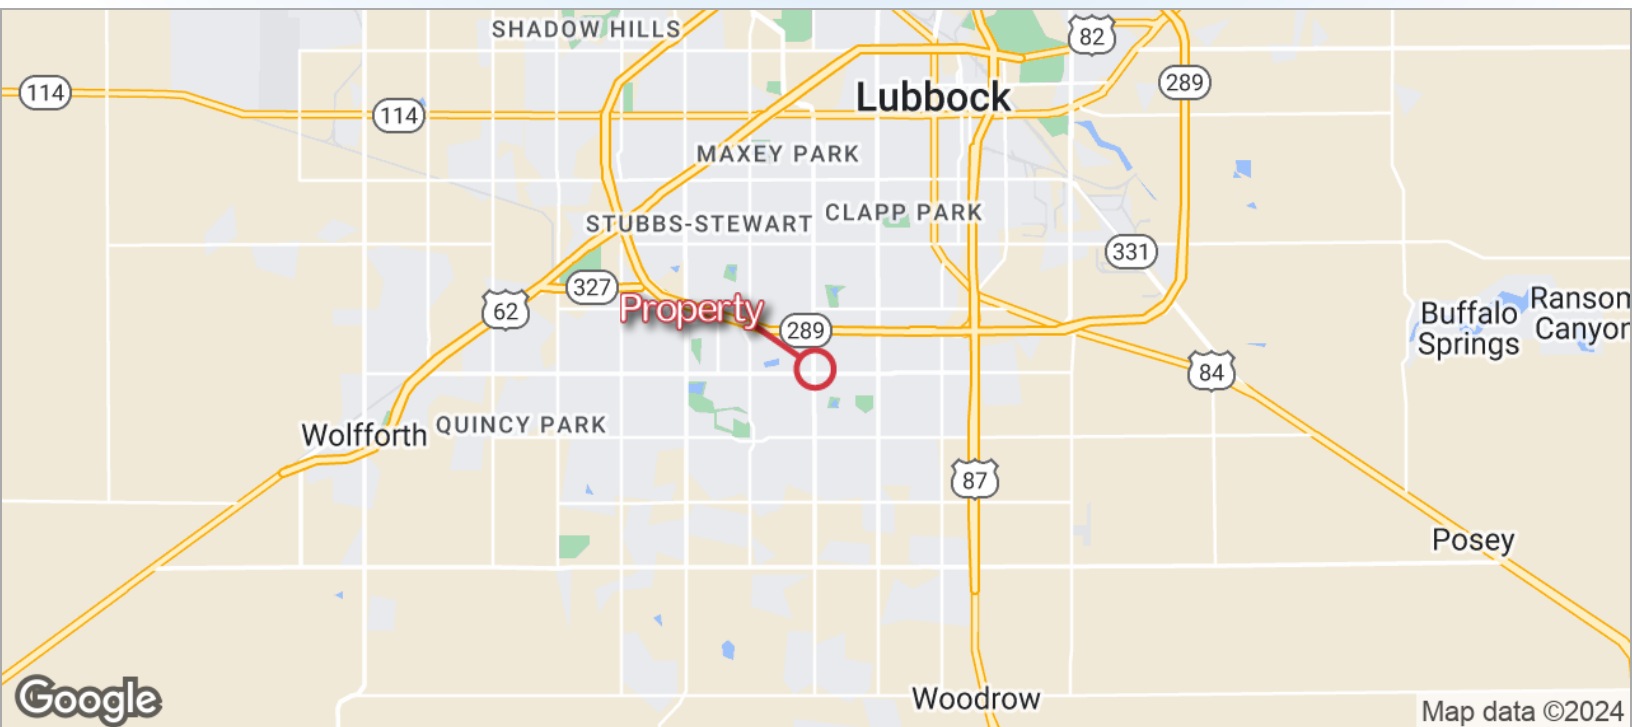 SHADOW HILLS
82
114
289
Lubbock
114
MAXEY PARK
CLAPP PARK
STUBBS-STEWART
331
327
Property
62
289
Buffalo
Springs
Ransom
Canyon
84
Wolfforth
QUINCY PARK
87
Posey
Woodrow
Google
Map data ©2024